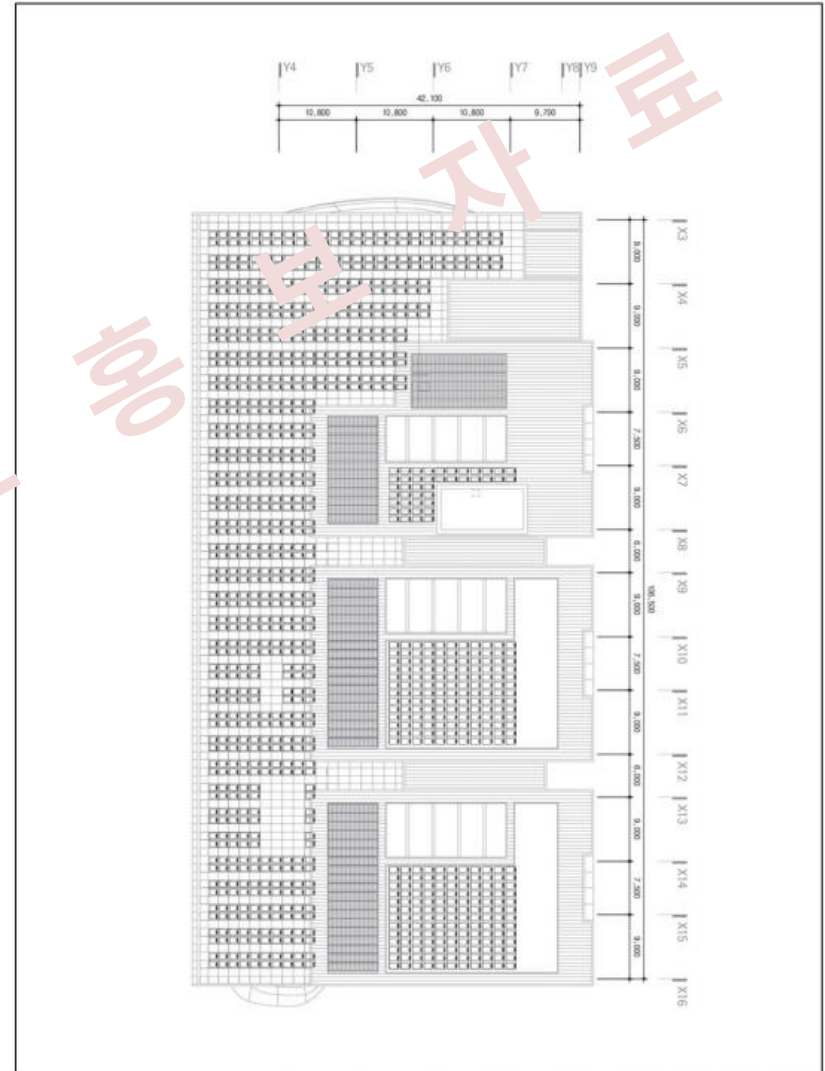 Y4 Y5 Y6 Y7 Y8 Y9
42,100
10,800 10,800 10,800 9,700
홍 보 자 료
X3
9,000
X4
9,000
X5
9,000
X6
7,500
X7
9,000
X8
6,000
X9
106,500
9,000
X10
7,500
X11
9,000
X12
6,000
X13
9,000
X14
7,500
X15
9,000
X16